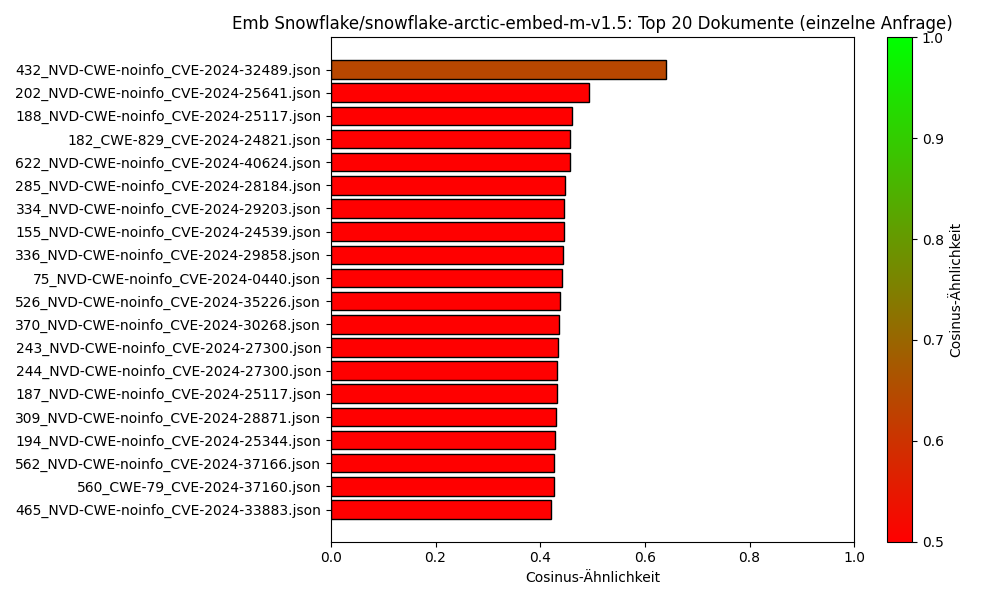 Emb Snowflake/snowflake-arctic-embed-m-v1.5: Top 20 Dokumente (einzelne Anfrage)
432_NVD-CWE-noinfo_CVE-2024-32489.json
202_NVD-CWE-noinfo_CVE-2024-25641.json
188_NVD-CWE-noinfo_CVE-2024-25117.json
182_CWE-829_CVE-2024-24821.json
622_NVD-CWE-noinfo_CVE-2024-40624.json
285_NVD-CWE-noinfo_CVE-2024-28184.json
334_NVD-CWE-noinfo_CVE-2024-29203.json
155_NVD-CWE-noinfo_CVE-2024-24539.json
336_NVD-CWE-noinfo_CVE-2024-29858.json
75_NVD-CWE-noinfo_CVE-2024-0440.json
526_NVD-CWE-noinfo_CVE-2024-35226.json
370_NVD-CWE-noinfo_CVE-2024-30268.json
243_NVD-CWE-noinfo_CVE-2024-27300.json
244_NVD-CWE-noinfo_CVE-2024-27300.json
187_NVD-CWE-noinfo_CVE-2024-25117.json
309_NVD-CWE-noinfo_CVE-2024-28871.json
194_NVD-CWE-noinfo_CVE-2024-25344.json
562_NVD-CWE-noinfo_CVE-2024-37166.json
560_CWE-79_CVE-2024-37160.json
465_NVD-CWE-noinfo_CVE-2024-33883.json
0.0 0.2 0.4 0.6 0.8 1.0
Cosinus-Ähnlichkeit
1.0
0.9
0.8
0.7
0.6
0.5
Cosinus-Ähnlichkeit